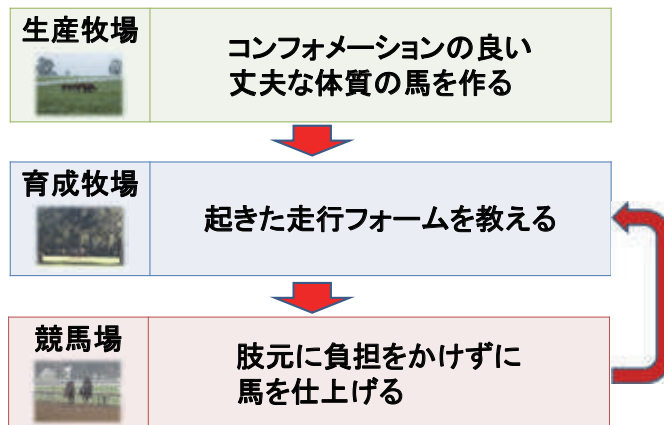 生産牧場
コンフォメーションの良い
丈夫な体質の馬を作る
育成牧場
起きた走行フォームを教える
競馬場
肢元に負担をかけずに
馬を仕上げる